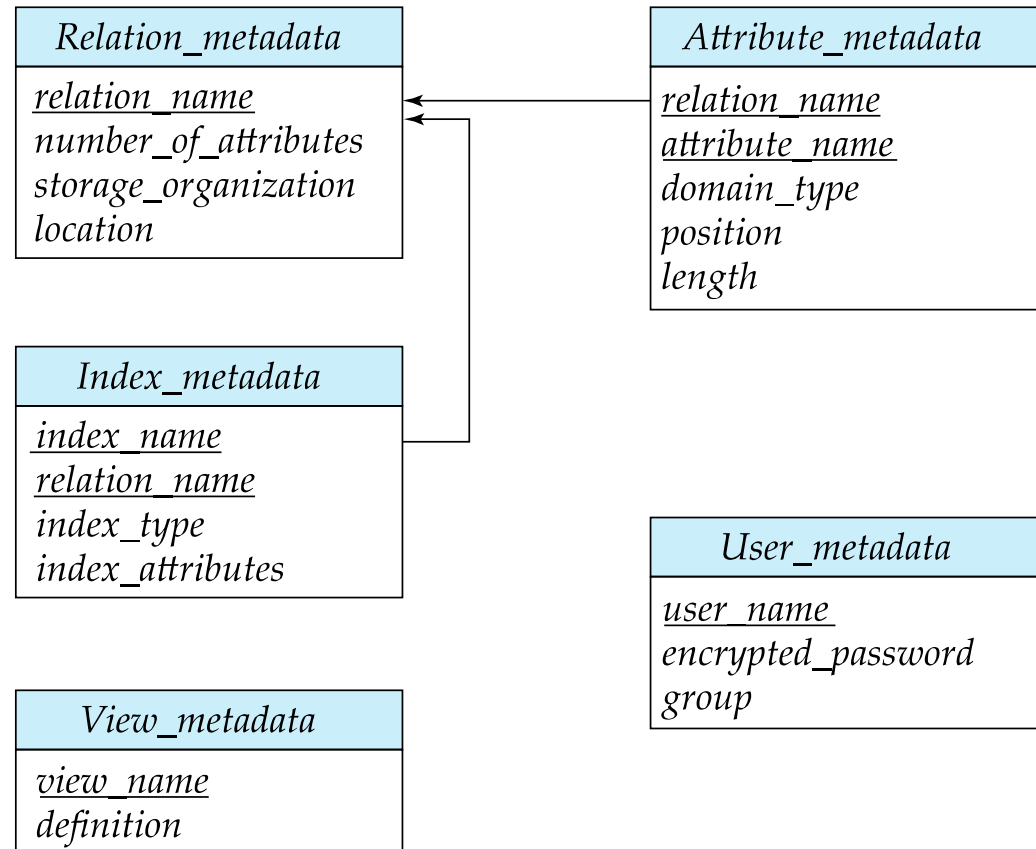 Relation_metadata
relation_name
number_of_attributes
storage_organization
location
Attribute_metadata
relation_name
attribute_name
domain_type
position
length
Index_metadata
index_name
relation_name
index_type
index_attributes
User_metadata
user_name
encrypted_password
group
View_metadata
view_name
definition